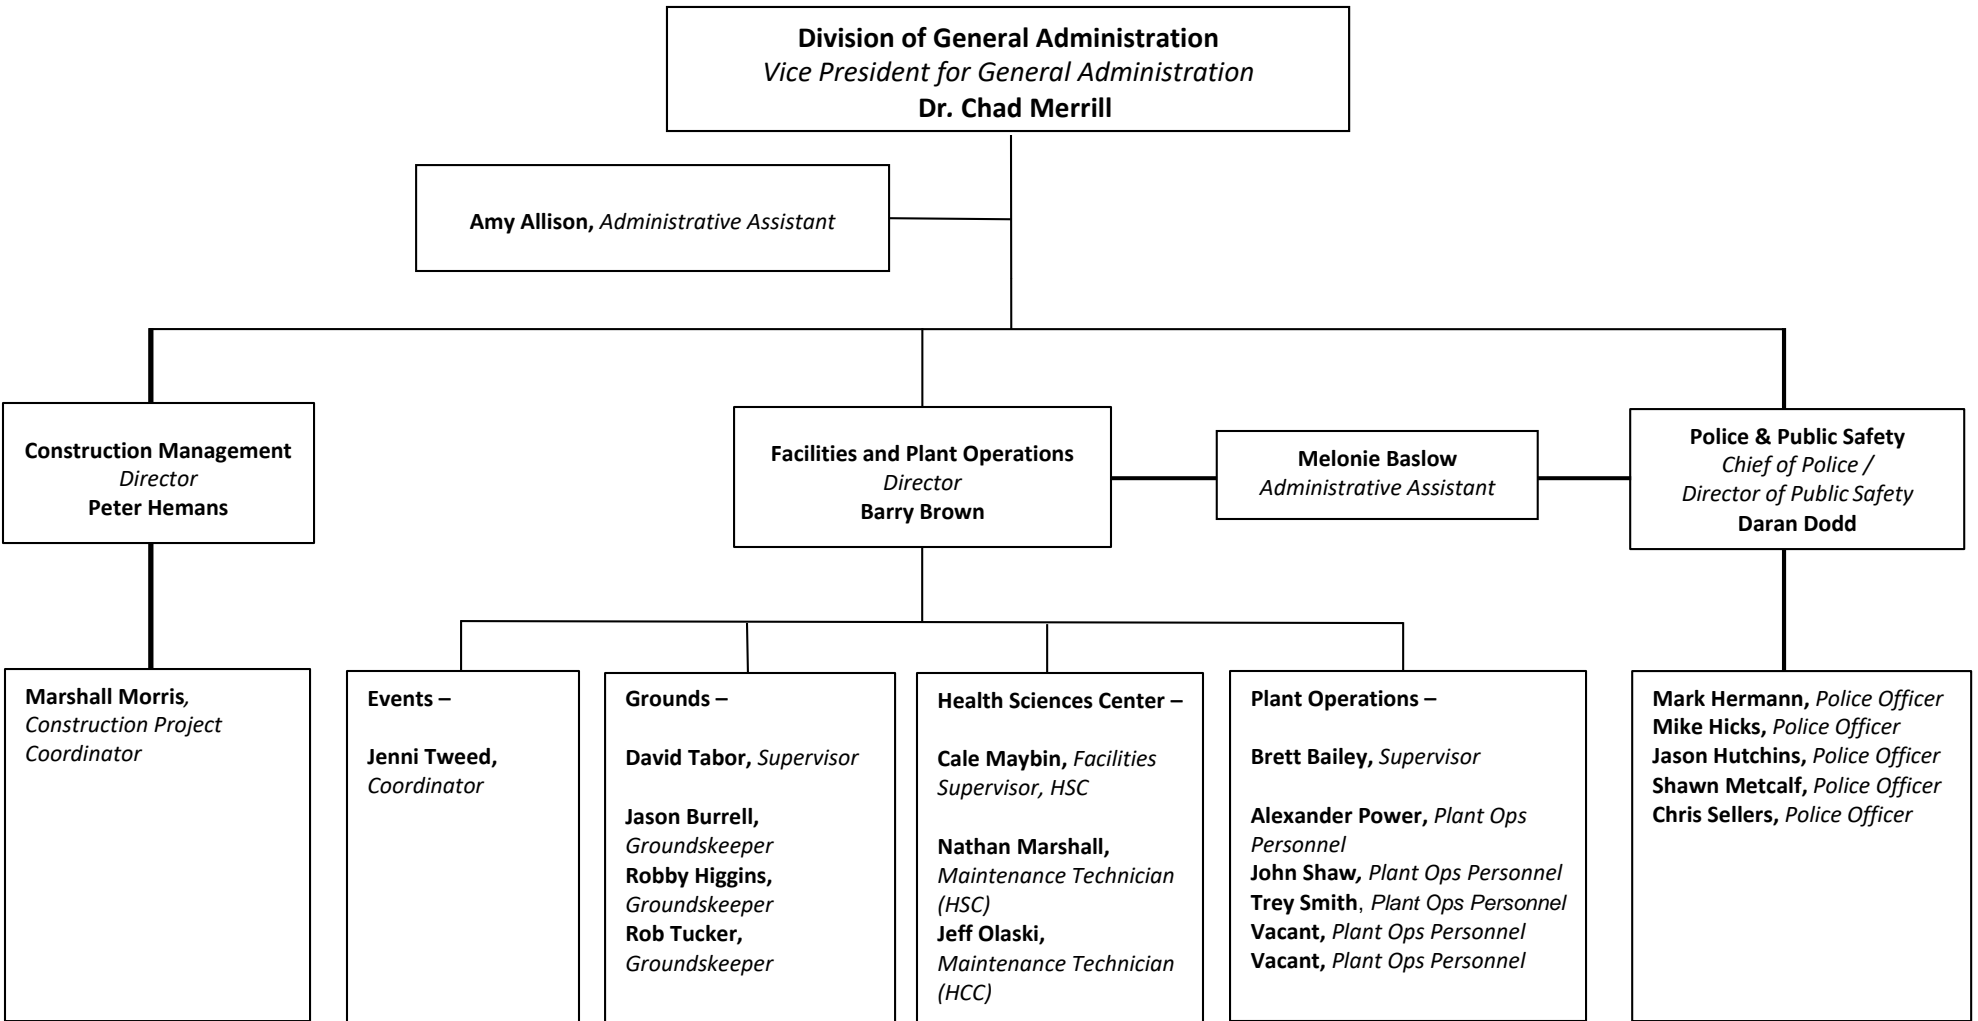 Division of General Administration
Vice President for General Administration
Dr. Chad Merrill
Amy Allison, Administrative Assistant
Construction Management
Director
Peter Hemans
Facilities and Plant Operations
Director
Barry Brown
Melonie Baslow
Administrative Assistant
Police & Public Safety
Chief of Police /
Director of Public Safety
Daran Dodd
Marshall Morris,
Construction Project
Coordinator
Events –
Jenni Tweed,
Coordinator
Grounds –
David Tabor, Supervisor
Jason Burrell,
Groundskeeper
Robby Higgins,
Groundskeeper
Rob Tucker,
Groundskeeper
Health Sciences Center –
Cale Maybin, Facilities
Supervisor, HSC
Nathan Marshall,
Maintenance Technician
(HSC)
Jeff Olaski,
Maintenance Technician
(HCC)
Plant Operations –
Brett Bailey, Supervisor
Alexander Power, Plant Ops
Personnel
John Shaw, Plant Ops Personnel
Trey Smith, Plant Ops Personnel
Vacant, Plant Ops Personnel
Vacant, Plant Ops Personnel
Mark Hermann, Police Officer
Mike Hicks, Police Officer
Jason Hutchins, Police Officer
Shawn Metcalf, Police Officer
Chris Sellers, Police Officer